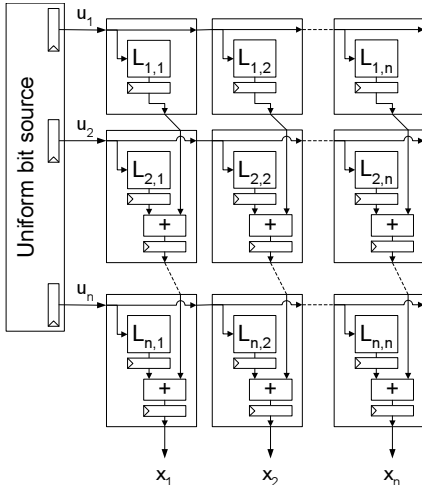 Uniform bit source
u1
L1,1
L1,2
L1,n
u2
L2,1
L2,2
L2,n
+
+
+
un
Ln,1
Ln,2
Ln,n
+
+
+
x1
x2
xn